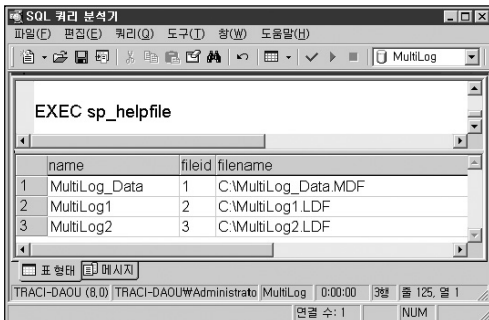 SQL 쿼리 분석기
파일(F) 편집(E) 쿼리(Q) 도구(T) 창(W) 도움말(H)
MultiLog
EXEC sp_helpfile
name fileid filename
1 MultiLog_Data 1 C:\MultiLog_Data.MDF
2 MultiLog1 2 C:\MultiLog1.LDF
3 MultiLog2 3 C:\MultiLog2.LDF
표 형태 메시지
TRACI-DAOU (8,0) TRACI-DAOU₩Administrato MultiLog 0:00:00 3행 줄 125, 열 1
연결 수: 1 NUM